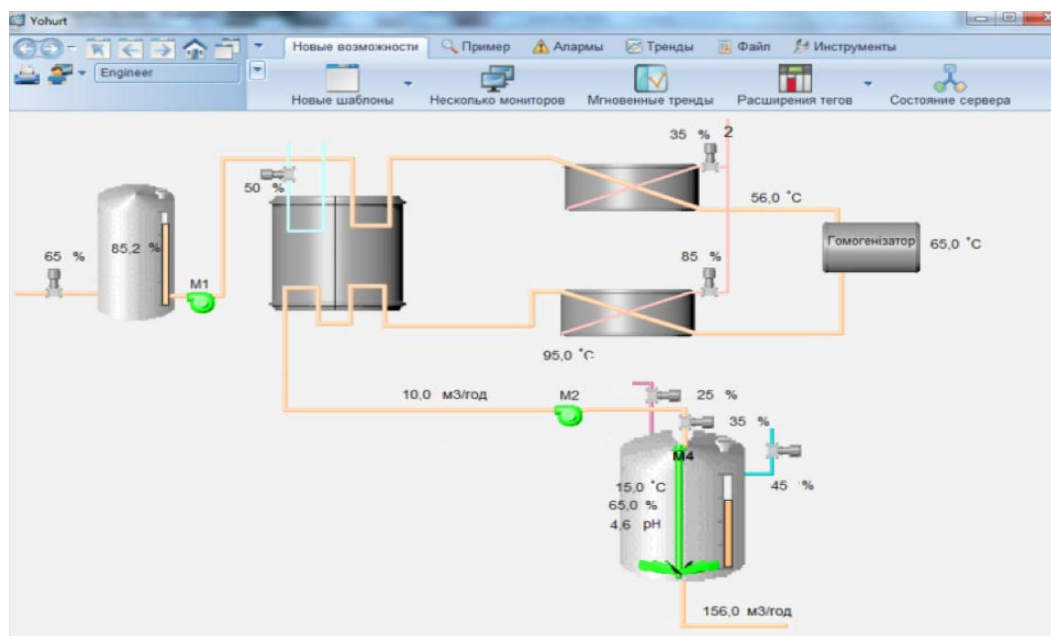 Yohurt
Новые возможности Пример Алармы Тренды Файл Инструменты
Engineer
Новые шаблоны Несколько мониторов Мгновенные тренды Расширения тегов Состояние сервера
35 % 2
50 %
56,0 °C
Гомогенізатор 65,0 °C
85,2 %
65 %
85 %
M1
95,0 °C
10,0 м3/год M2
25 %
35 %
M4
15,0 °C
45 %
65,0 %
4,6 pH
156,0 м3/год